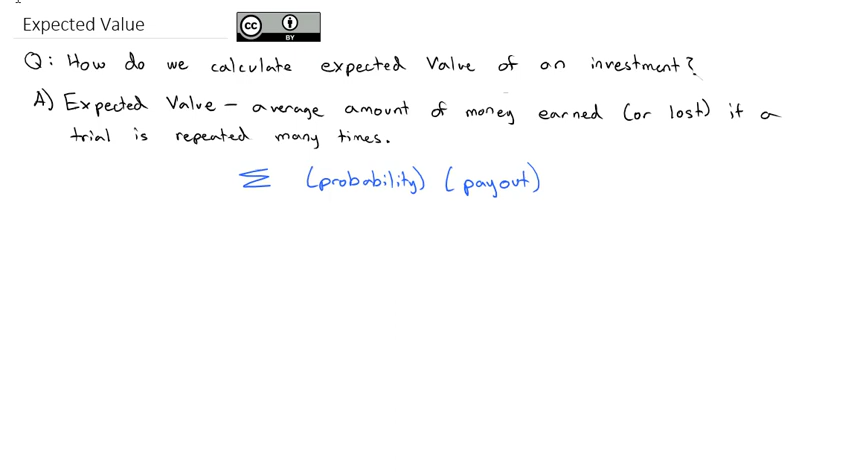 Expected Value
cc BY
Q: How do we calculate expected value of an investment?
A) Expected Value – average amount of money earned (or lost) if a
trial is repeated many times.
Σ (probability) (payout)